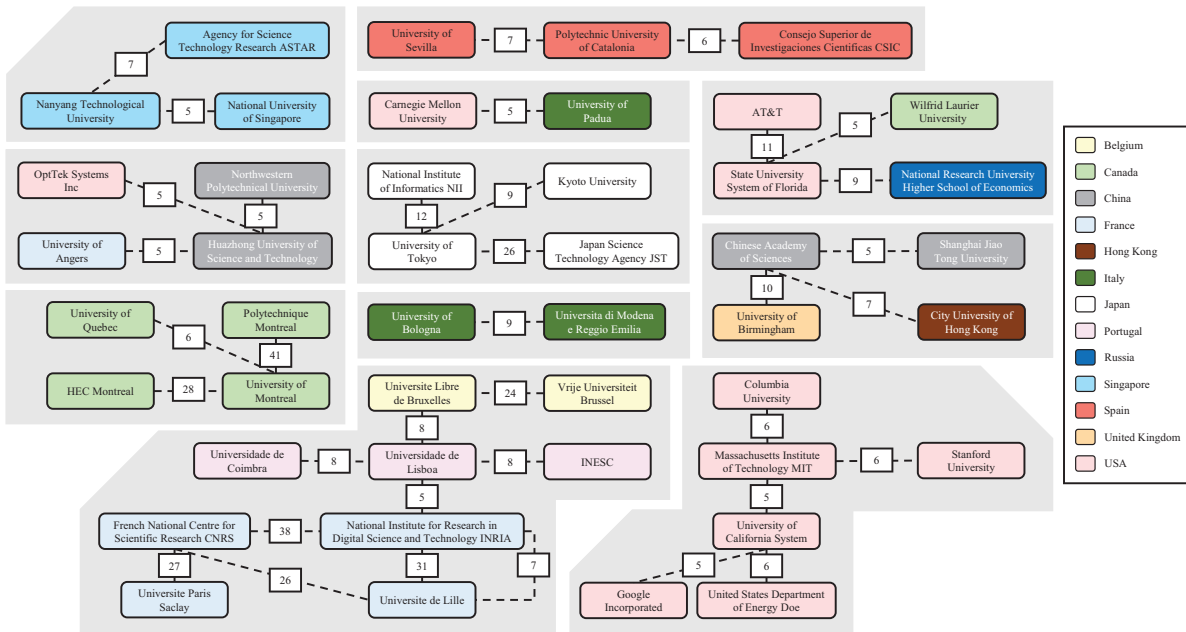 Agency for Science
Technology Research ASTAR
7
Nanyang Technological
University
5
National University
of Singapore
University of
Sevilla
7
Polytechnic University
of Catalonia
6
Consejo Superior de
Investigaciones Cientificas CSIC
Carnegie Mellon
University
5
University of
Padua
AT&T
Wilfrid Laurier
University
5
11
State University
System of Florida
9
National Research University
Higher School of Economics
OptTek Systems
Inc
Northwestern
Polytechnical University
5
5
University of
Angers
5
Huazhong University of
Science and Technology
National Institute
of Informatics NII
Kyoto University
9
12
University of
Tokyo
26
Japan Science
Technology Agency JST
Chinese Academy
of Sciences
5
Shanghai Jiao
Tong University
10
7
University of
Birmingham
City University of
Hong Kong
University of
Quebec
Polytechnique
Montreal
6
41
HEC Montreal
28
University of
Montreal
University of
Bologna
9
Universita di Modena
e Reggio Emilia
Universite Libre
de Bruxelles
24
Vrije Universiteit
Brussel
8
Universidade de
Coimbra
8
Universidade de
Lisboa
8
INESC
5
French National Centre for
Scientific Research CNRS
38
National Institute for Research in
Digital Science and Technology INRIA
27
26
31
7
Universite Paris
Saclay
Universite de Lille
Columbia
University
6
Massachusetts Institute
of Technology MIT
6
Stanford
University
5
University of
California System
5
6
Google
Incorporated
United States Department
of Energy Doe
Belgium
Canada
China
France
Hong Kong
Italy
Japan
Portugal
Russia
Singapore
Spain
United Kingdom
USA